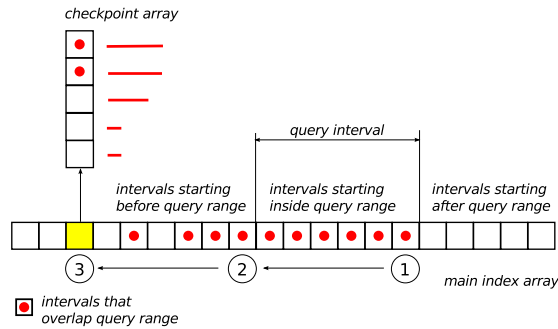 checkpoint array
query interval
intervals starting
before query range
intervals starting
inside query range
intervals starting
after query range
3
2
1
main index array
intervals that
overlap query range